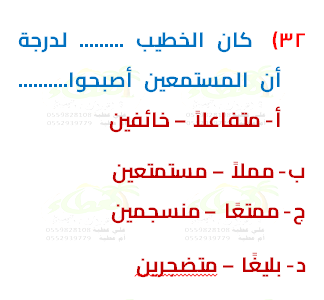 ٣٢) كان الخطيب ......... لدرجة
أن المستمعين أصبحوا..........
أ- متفاعلاً – خائفين
ب- مملاً – مستمتعين
ج- ممتعًا – منسجمين
د- بليغًا – متضجرين